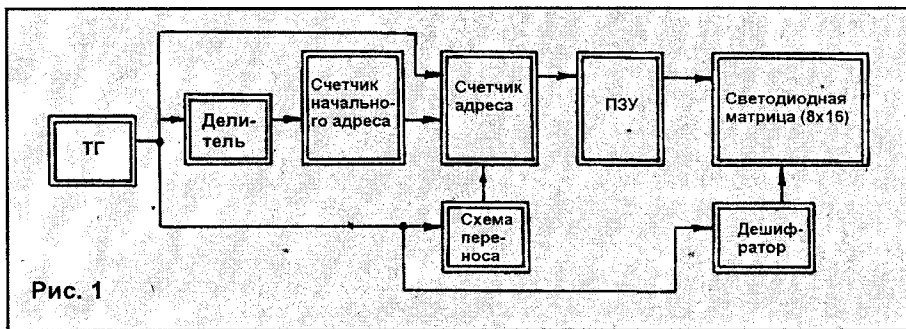 ТГ
Дели-
тель
Счетчик
начально-
го адреса
Счетчик
адреса
ПЗУ
Светодиодная
матрица (8x16)
Схема
пере-
носа
Дешиф-
ратор
Рис. 1